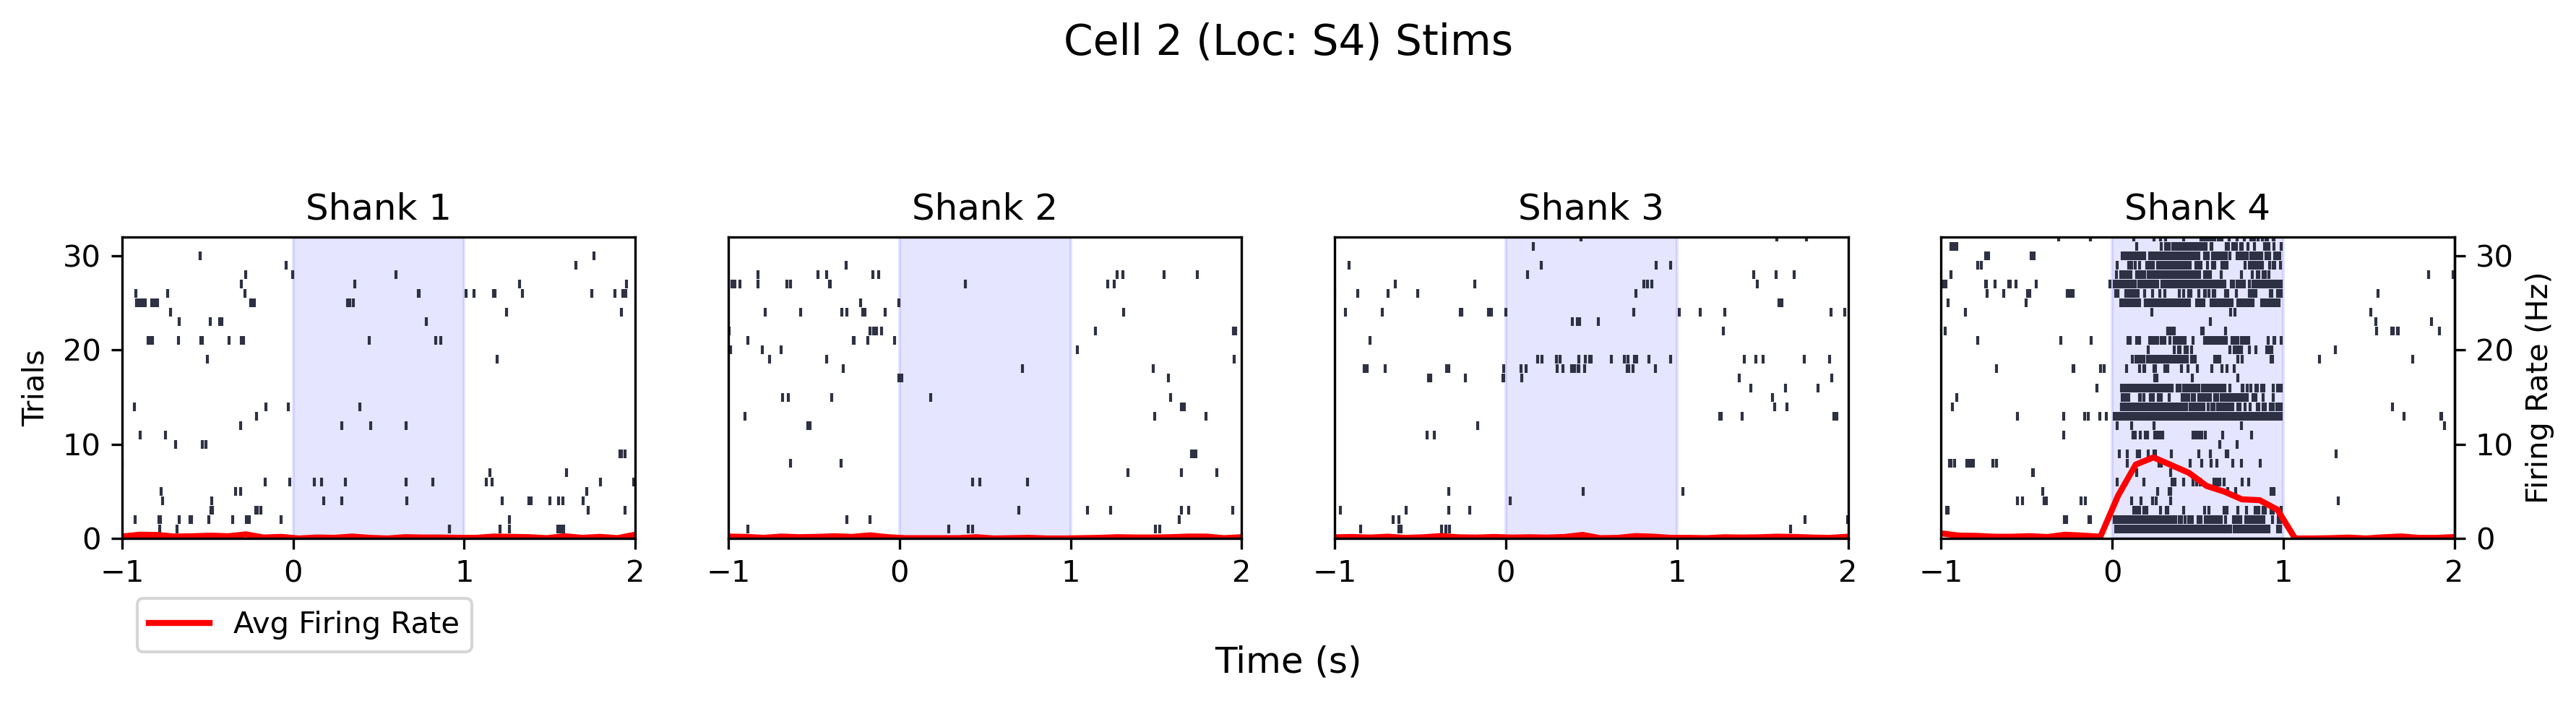 Cell 2 (Loc: S4) Stims
Shank 1
Shank 2
Shank 3
Shank 4
Trials
30
20
10
0
−1 0 1 2
−1 0 1 2
−1 0 1 2
−1 0 1 2
30
20
10
0
Firing Rate (Hz)
Avg Firing Rate
Time (s)